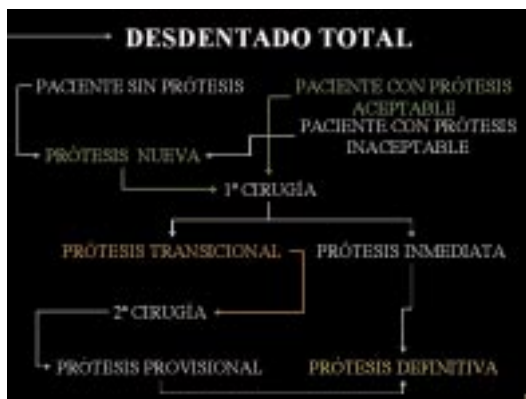 DESDENTADO TOTAL
PACIENTE SIN PRÓTESIS
PACIENTE CON PRÓTESIS
ACEPTABLE
PACIENTE CON PRÓTESIS
INACEPTABLE
PRÓTESIS NUEVA
1ª CIRUGÍA
PRÓTESIS TRANSICIONAL
PRÓTESIS INMEDIATA
2ª CIRUGÍA
PRÓTESIS PROVISIONAL
PRÓTESIS DEFINITIVA